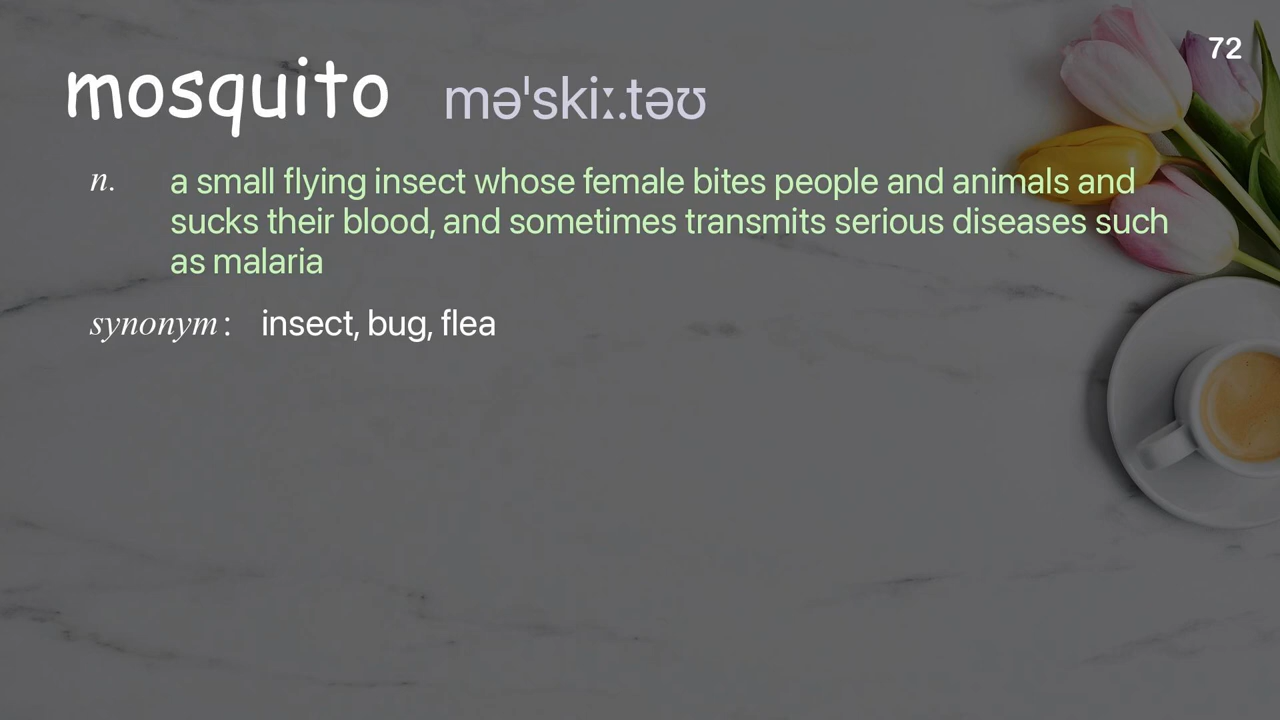 72
mosquito məˈskiː.təʊ
n. a small flying insect whose female bites people and animals and
sucks their blood, and sometimes transmits serious diseases such
as malaria
synonym: insect, bug, flea